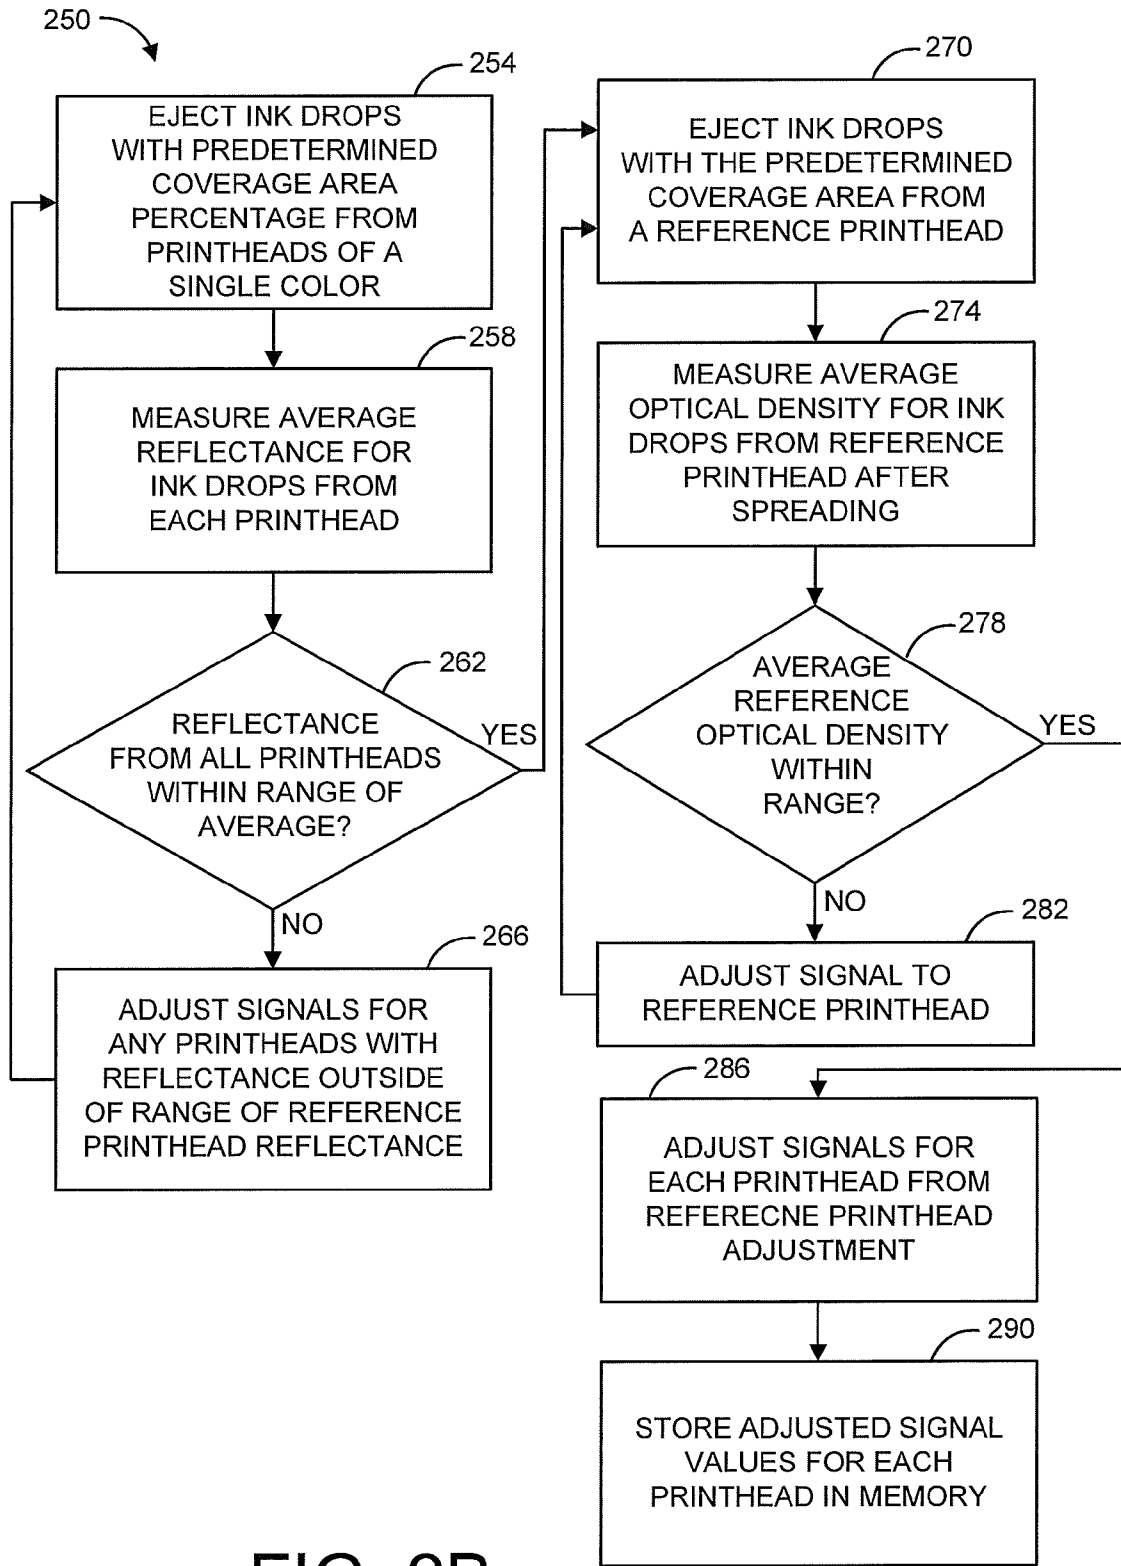 250
254
EJECT INK DROPS
WITH PREDETERMINED
COVERAGE AREA
PERCENTAGE FROM
PRINTHEADS OF A
SINGLE COLOR
258
MEASURE AVERAGE
REFLECTANCE FOR
INK DROPS FROM
EACH PRINTHEAD
262
REFLECTANCE
FROM ALL PRINTHEADS
WITHIN RANGE OF
AVERAGE?
YES
NO
266
ADJUST SIGNALS FOR
ANY PRINTHEADS WITH
REFLECTANCE OUTSIDE
OF RANGE OF REFERENCE
PRINTHEAD REFLECTANCE
270
EJECT INK DROPS
WITH THE PREDETERMINED
COVERAGE AREA FROM
A REFERENCE PRINTHEAD
274
MEASURE AVERAGE
OPTICAL DENSITY FOR INK
DROPS FROM REFERENCE
PRINTHEAD AFTER
SPREADING
278
AVERAGE
REFERENCE
OPTICAL DENSITY
WITHIN
RANGE?
YES
NO
282
ADJUST SIGNAL TO
REFERENCE PRINTHEAD
286
ADJUST SIGNALS FOR
EACH PRINTHEAD FROM
REFERECNE PRINTHEAD
ADJUSTMENT
290
STORE ADJUSTED SIGNAL
VALUES FOR EACH
PRINTHEAD IN MEMORY